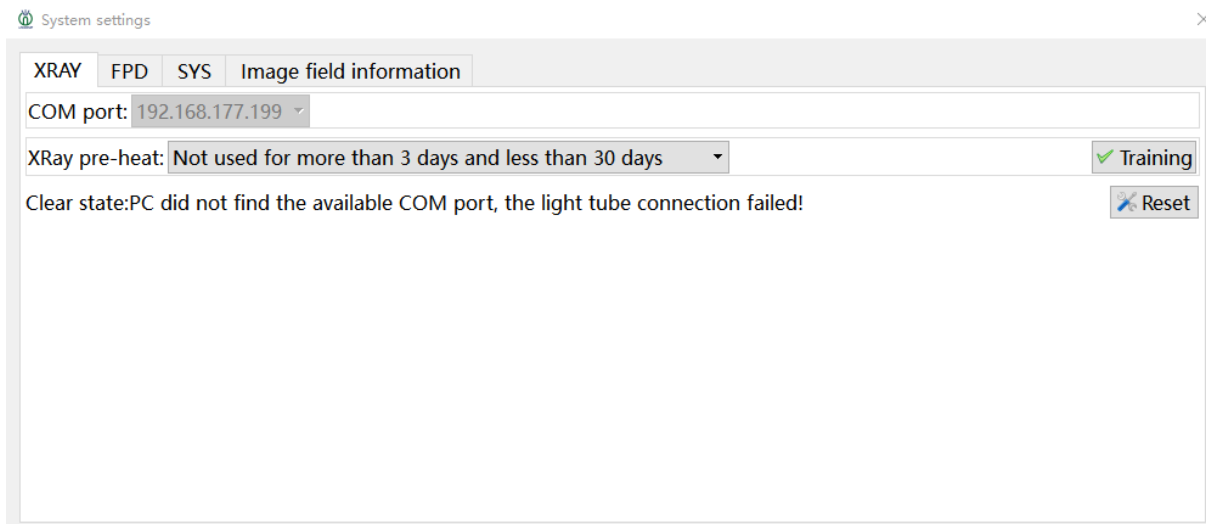 System settings
XRAY FPD SYS Image field information
COM port: 192.168.177.199
XRay pre-heat: Not used for more than 3 days and less than 30 days Training
Clear state:PC did not find the available COM port, the light tube connection failed! Reset